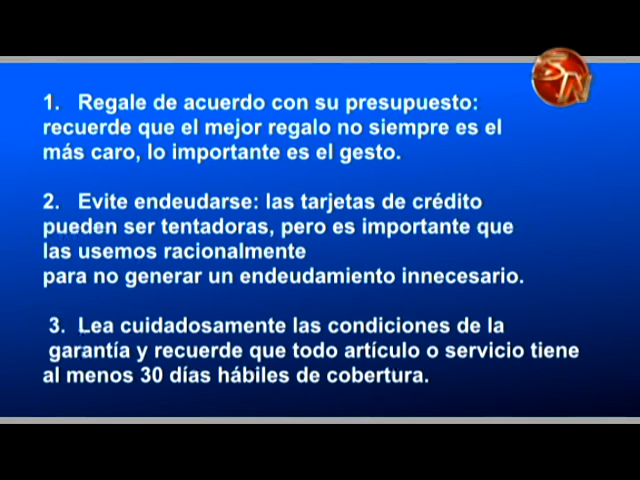 STN
1. Regale de acuerdo con su presupuesto:
recuerde que el mejor regalo no siempre es el
más caro, lo importante es el gesto.
2. Evite endeudarse: las tarjetas de crédito
pueden ser tentadoras, pero es importante que
las usemos racionalmente
para no generar un endeudamiento innecesario.
3. Lea cuidadosamente las condiciones de la
garantía y recuerde que todo artículo o servicio tiene
al menos 30 días hábiles de cobertura.